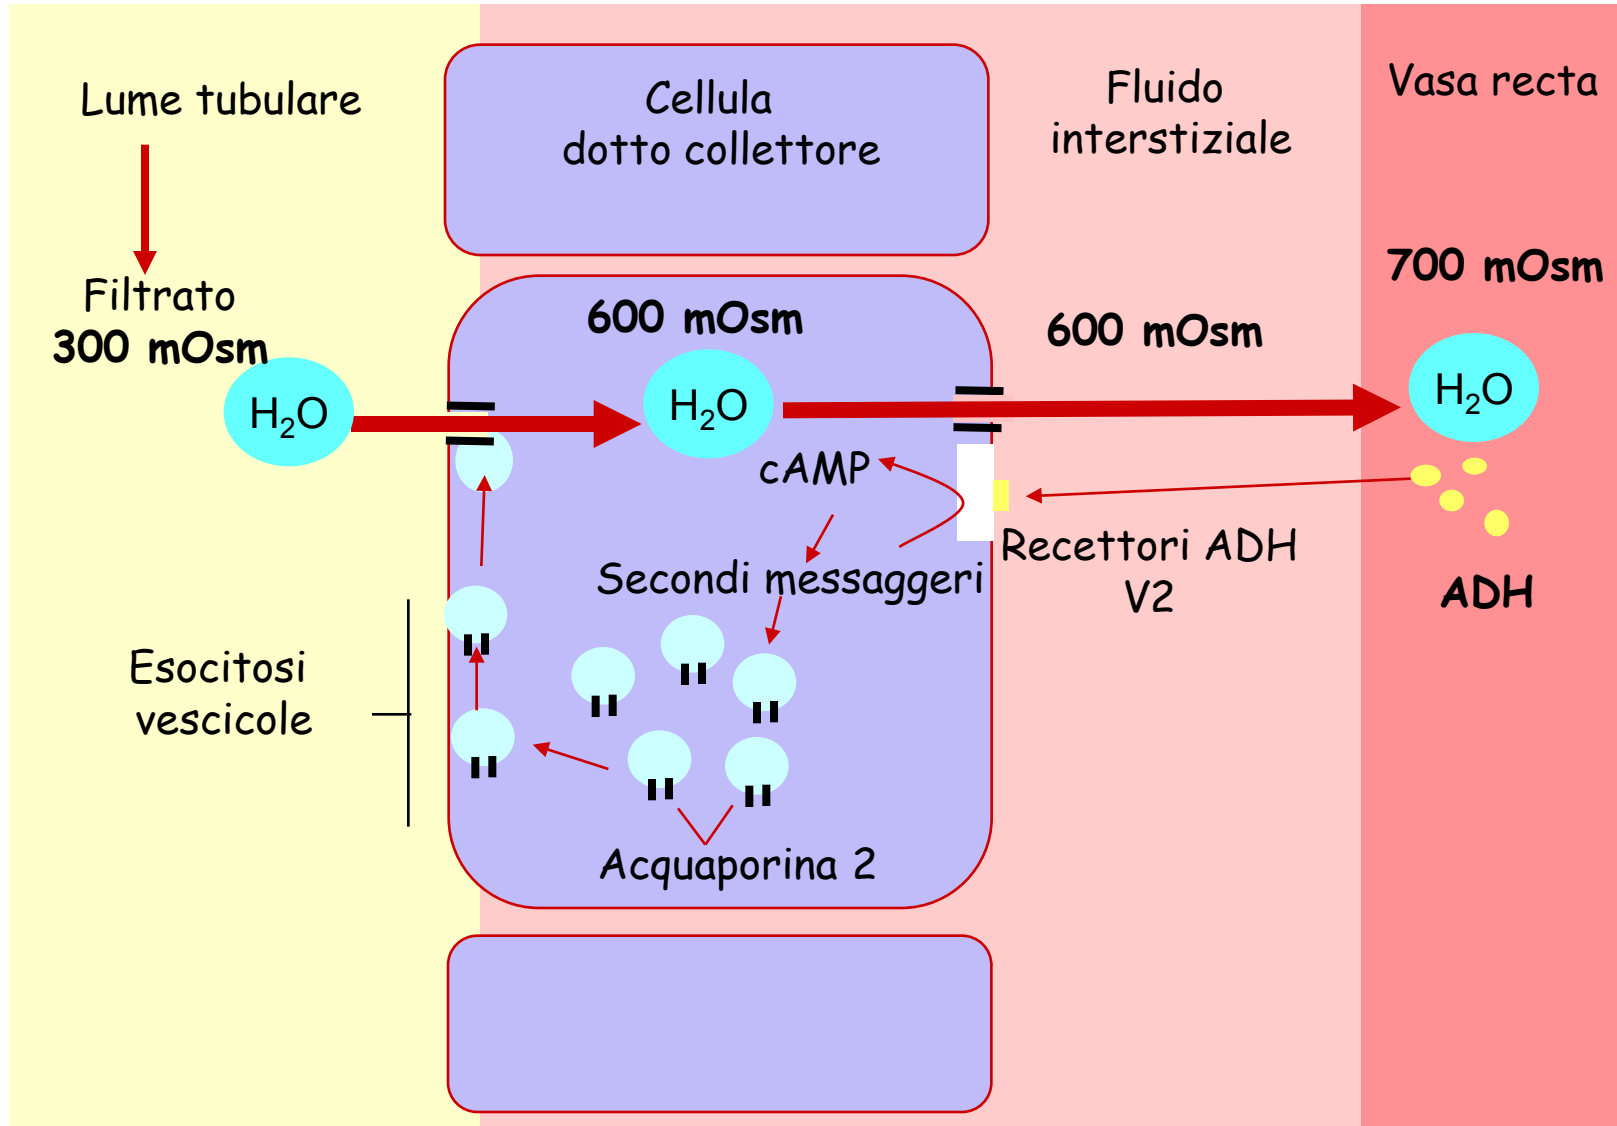 Lume tubulare
Cellula
dotto collettore
Fluido
interstiziale
Vasa recta
Filtrato
300 mOsm
600 mOsm
600 mOsm
700 mOsm
H₂O
H₂O
H₂O
cAMP
Secondi messaggeri
Recettori ADH
V2
ADH
Esocitosi
vescicole
Acquaporina 2